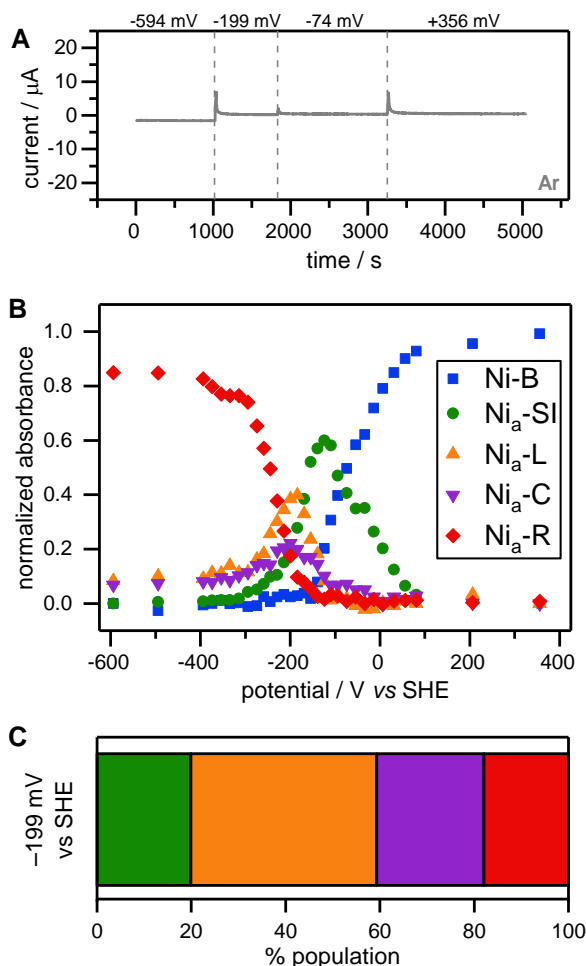 A
-594 mV -199 mV -74 mV +356 mV
20
10
0
-10
-20
current / µA
Ar
0 1000 2000 3000 4000 5000
time / s
B
1.0
0.8
0.6
0.4
0.2
0.0
normalized absorbance
Ni-B
Niₐ-SI
Niₐ-L
Niₐ-C
Niₐ-R
-600 -400 -200 0 200 400
potential / V vs SHE
C
–199 mV
vs SHE
0 20 40 60 80 100
% population